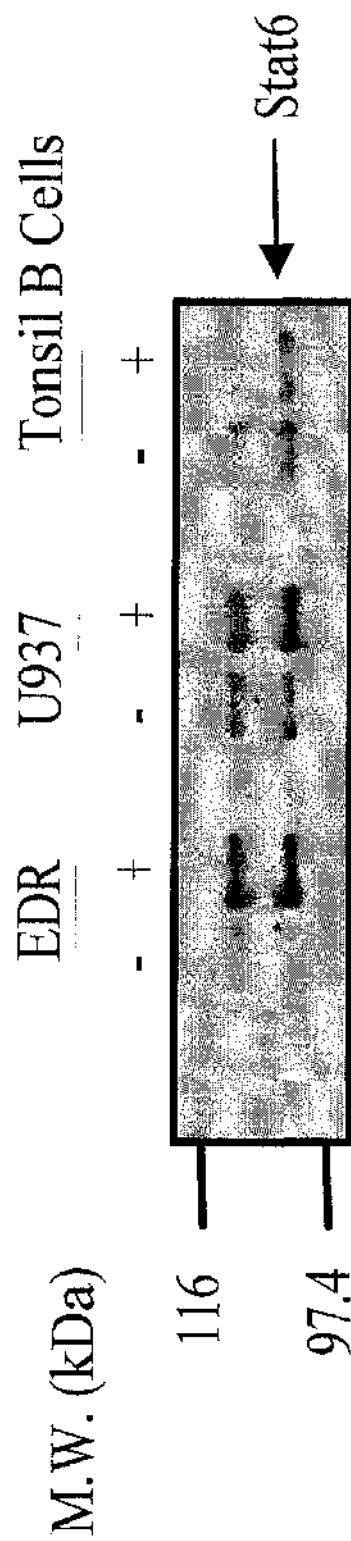 EDR U937 Tonsil B Cells
- + - + - +
M.W. (kDa)
116
97.4
Stat6